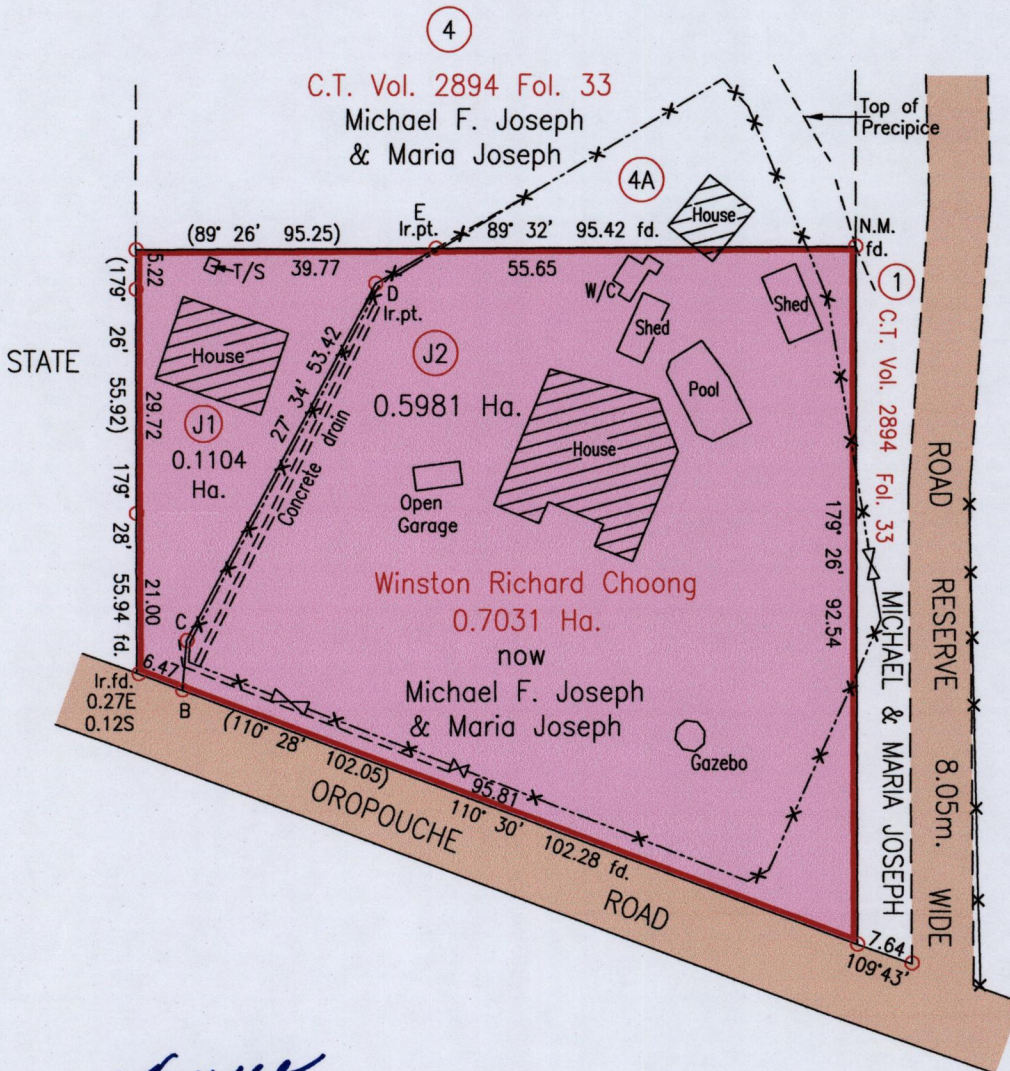 4
C.T. Vol. 2894 Fol. 33
Michael F. Joseph
& Maria Joseph
Top of
Precipice
4A
House
(89° 26' 95.25)
E
Ir.pt.
89° 32' 95.42 fd.
N.M.
fd.
T/S
39.77
55.65
5.22
W/C
Shed
Shed
1
D
Ir.pt.
STATE
House
J2
0.5981 Ha.
Pool
J1
0.1104
Ha.
27° 34' 53.42
Concrete drain
House
Open
Garage
(179° 26' 55.92)
29.72
179° 28' 55.94 fd.
21.00
C.T. Vol. 2894 Fol. 33
MICHAEL & MARIA JOSEPH
ROAD RESERVE 8.05m. WIDE
179° 26' 92.54
Winston Richard Choong
0.7031 Ha.
now
Michael F. Joseph
& Maria Joseph
C
6.47
B
Ir.fd.
0.27E
0.12S
Gazebo
(110° 28' 102.05)
95.81
110° 30' 102.28 fd.
OROPOUCHE ROAD
7.64
109°43'